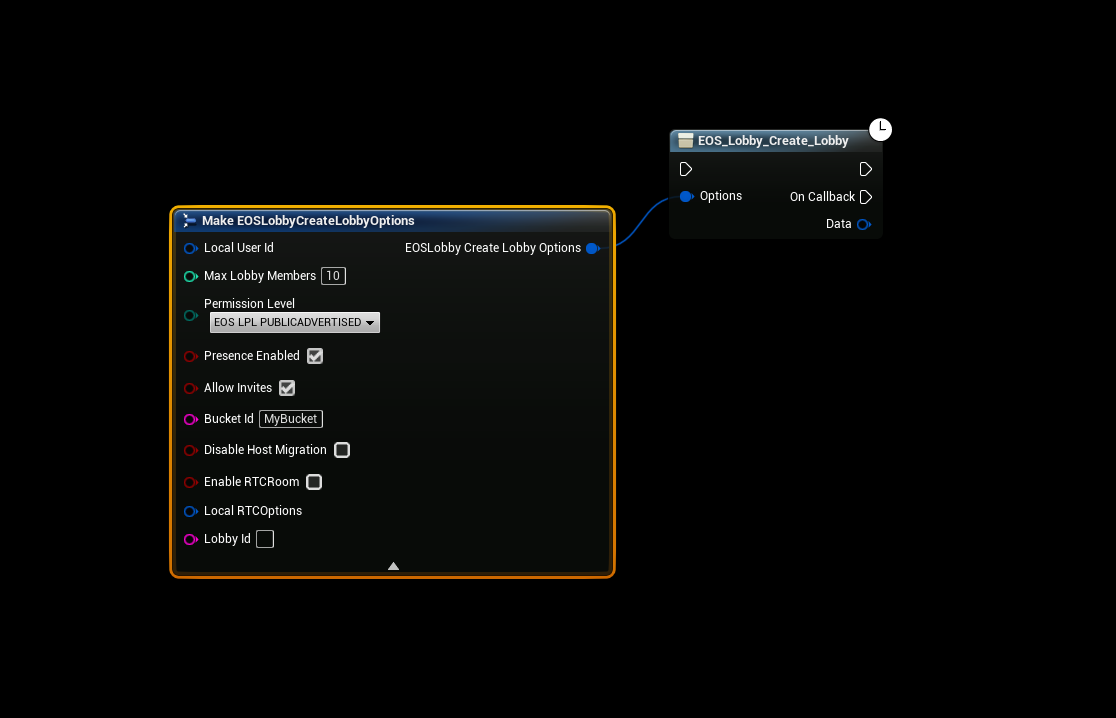 EOS_Lobby_Create_Lobby
Options
On Callback
Data
Make EOSLobbyCreateLobbyOptions
Local User Id
EOSLobby Create Lobby Options
Max Lobby Members 10
Permission Level
EOS LPL PUBLICADVERTISED
Presence Enabled
Allow Invites
Bucket Id MyBucket
Disable Host Migration
Enable RTCRoom
Local RTCOptions
Lobby Id